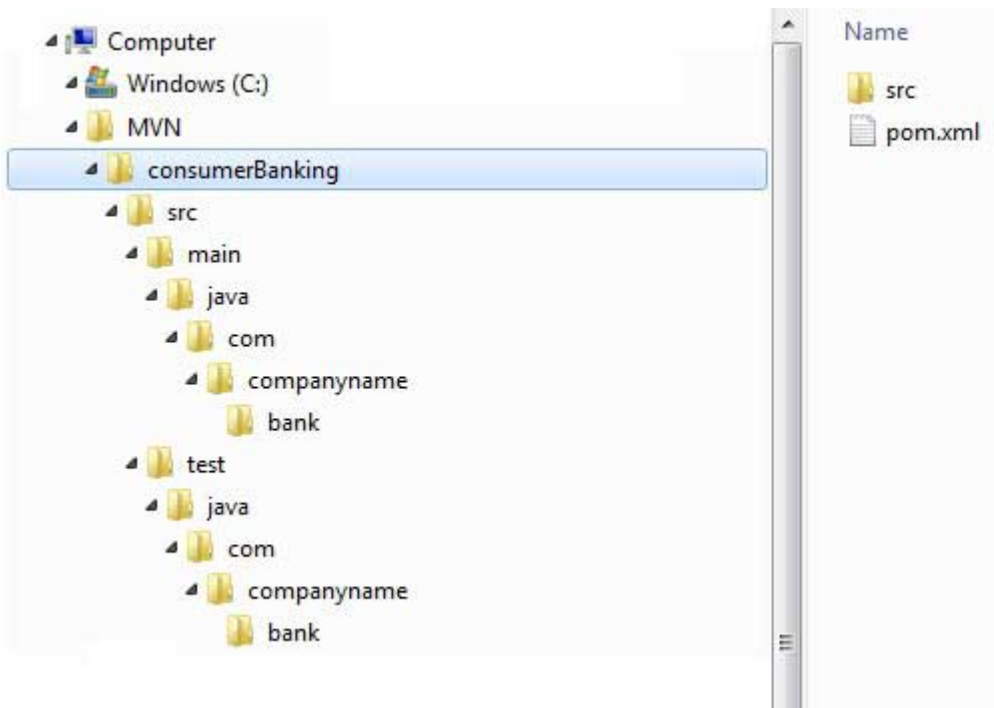 Computer
Windows (C:)
MVN
consumerBanking
src
main
java
com
companyname
bank
test
java
com
companyname
bank
Name
src
pom.xml